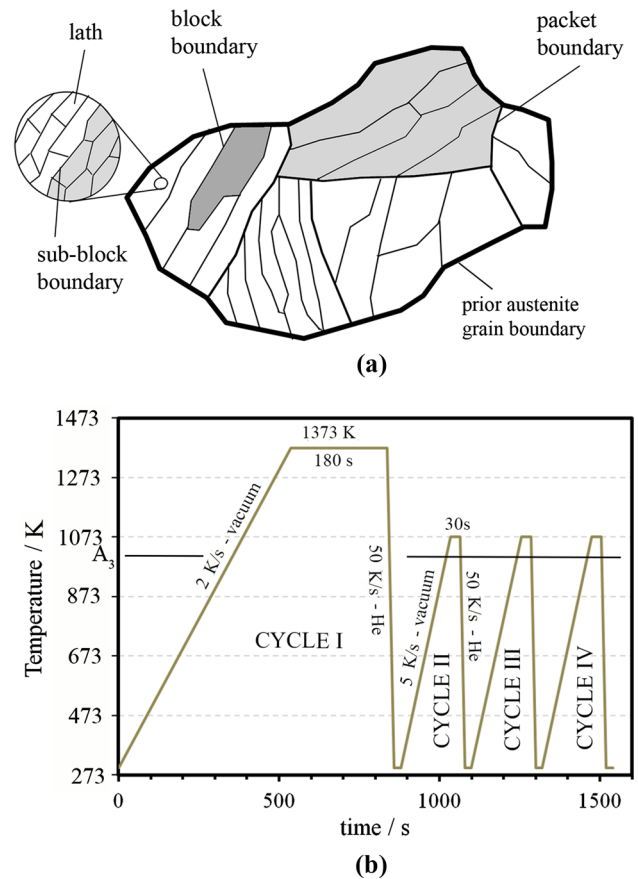 lath
block
boundary
packet
boundary
sub-block
boundary
prior austenite
grain boundary
(a)
1473
1273
1073
A3
873
673
473
273
Temperature / K
1373 K
180 s
2 K/s - vacuum
CYCLE I
50 K/s - He
5 K/s - vacuum
30s
CYCLE II
50 K/s - He
CYCLE III
CYCLE IV
0
500
1000
1500
time / s
(b)